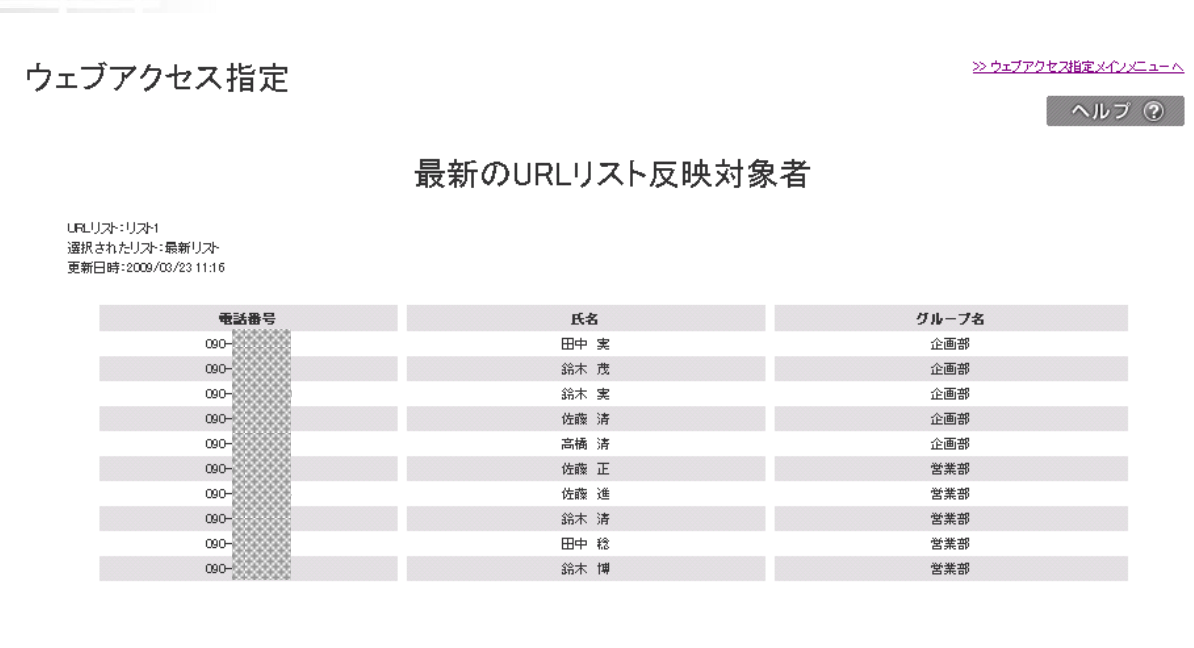 ウェブアクセス指定
>> ウェブアクセス指定メインメニューへ
ヘルプ ?
最新のURLリスト反映対象者
URLリスト：リスト1
選択されたリスト：最新リスト
更新日時：2009/03/23 11:16
電話番号 氏名 グループ名
090- 田中 実 企画部
090- 鈴木 茂 企画部
090- 鈴木 実 企画部
090- 佐藤 清 企画部
090- 高橋 清 企画部
090- 佐藤 正 営業部
090- 佐藤 進 営業部
090- 鈴木 清 営業部
090- 田中 稔 営業部
090- 鈴木 博 営業部